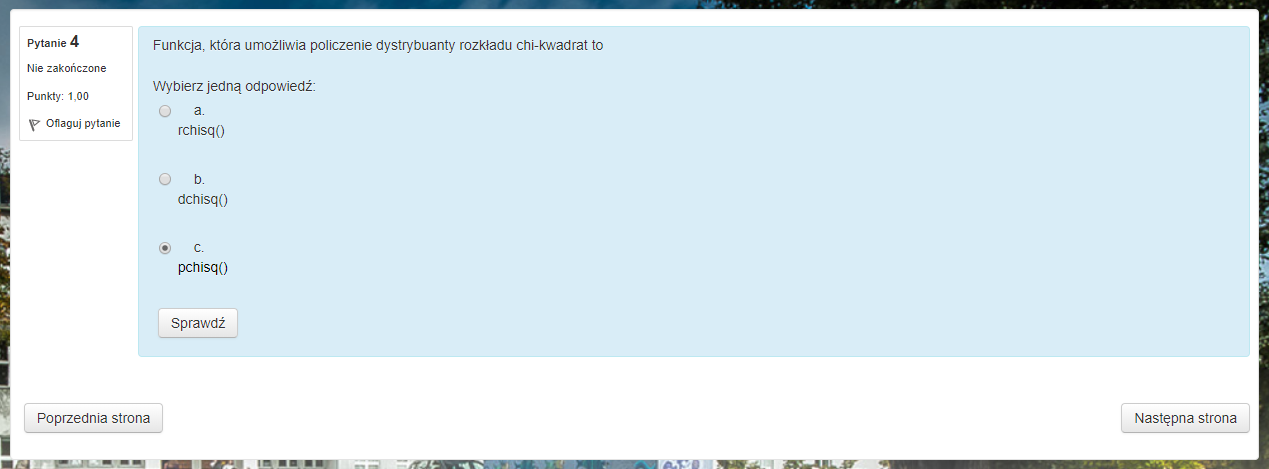 Pytanie 4
Nie zakończone
Punkty: 1,00
Oflaguj pytanie
Funkcja, która umożliwia policzenie dystrybuanty rozkładu chi-kwadrat to
Wybierz jedną odpowiedź:
a.
rchisq()
b.
dchisq()
c.
pchisq()
Sprawdź
Poprzednia strona
Następna strona